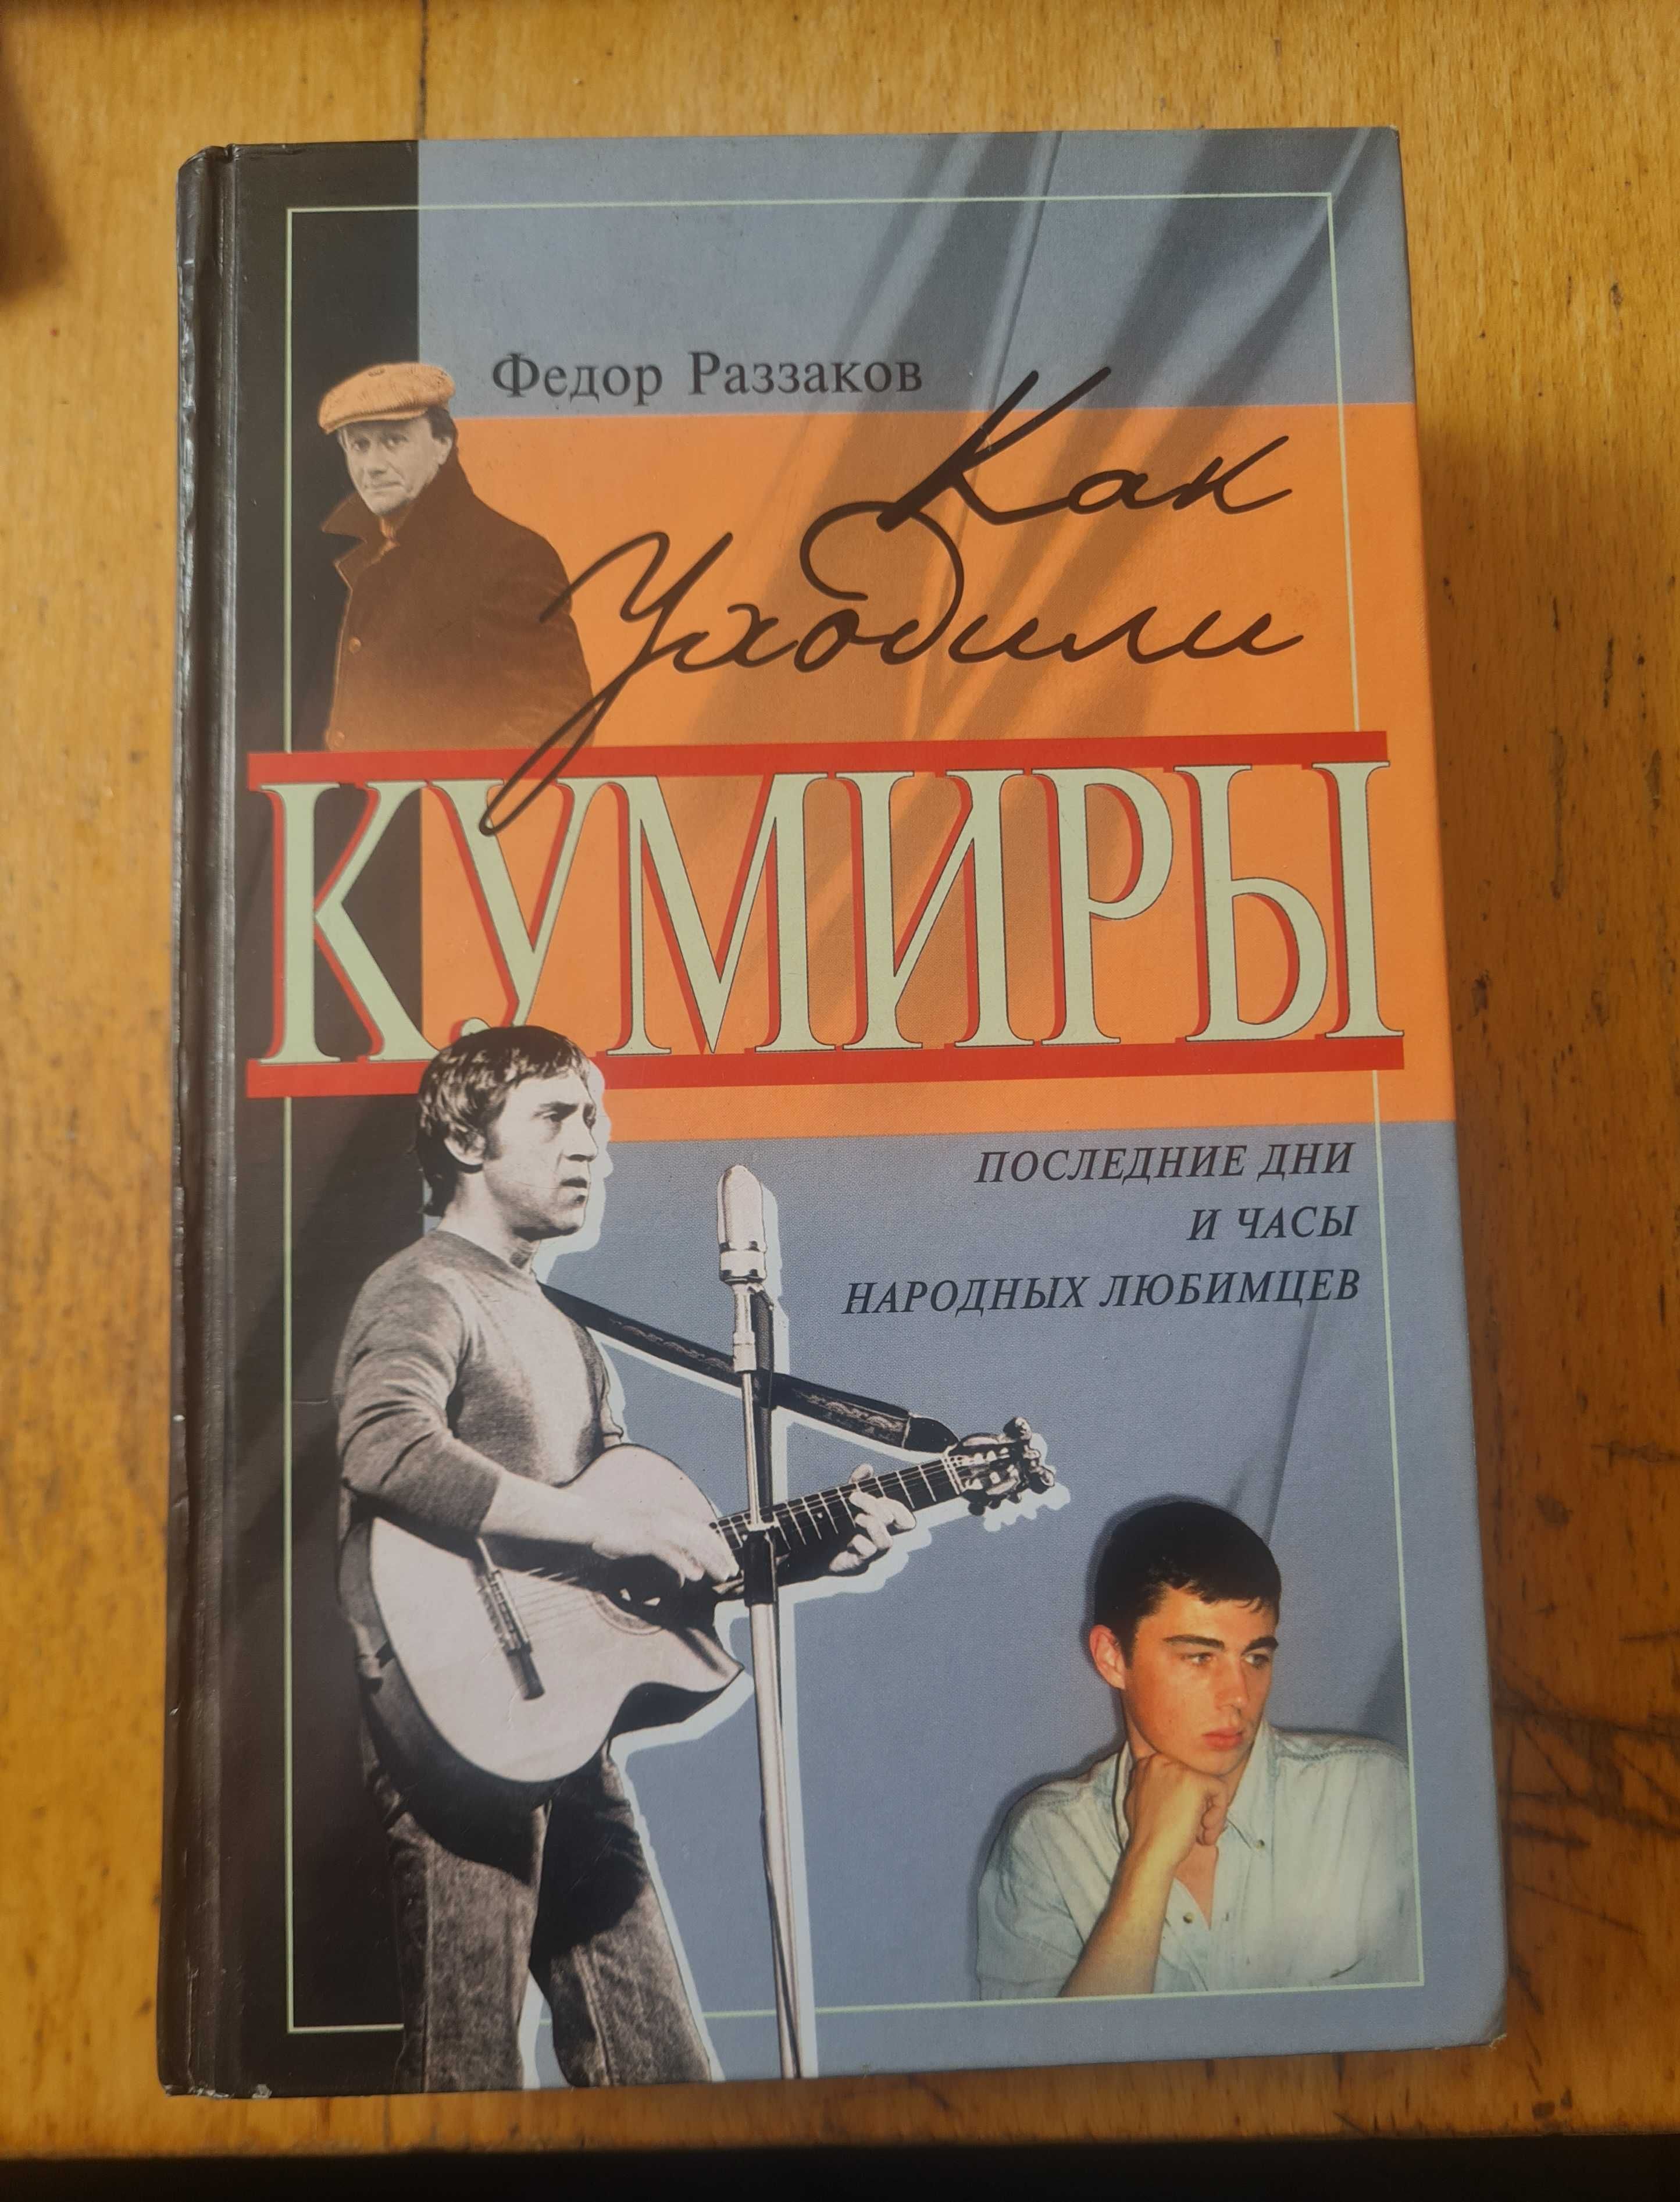 Федор Раззаков
Как
Уходили
КУМИРЫ
ПОСЛЕДНИЕ ДНИ
И ЧАСЫ
НАРОДНЫХ ЛЮБИМЦЕВ